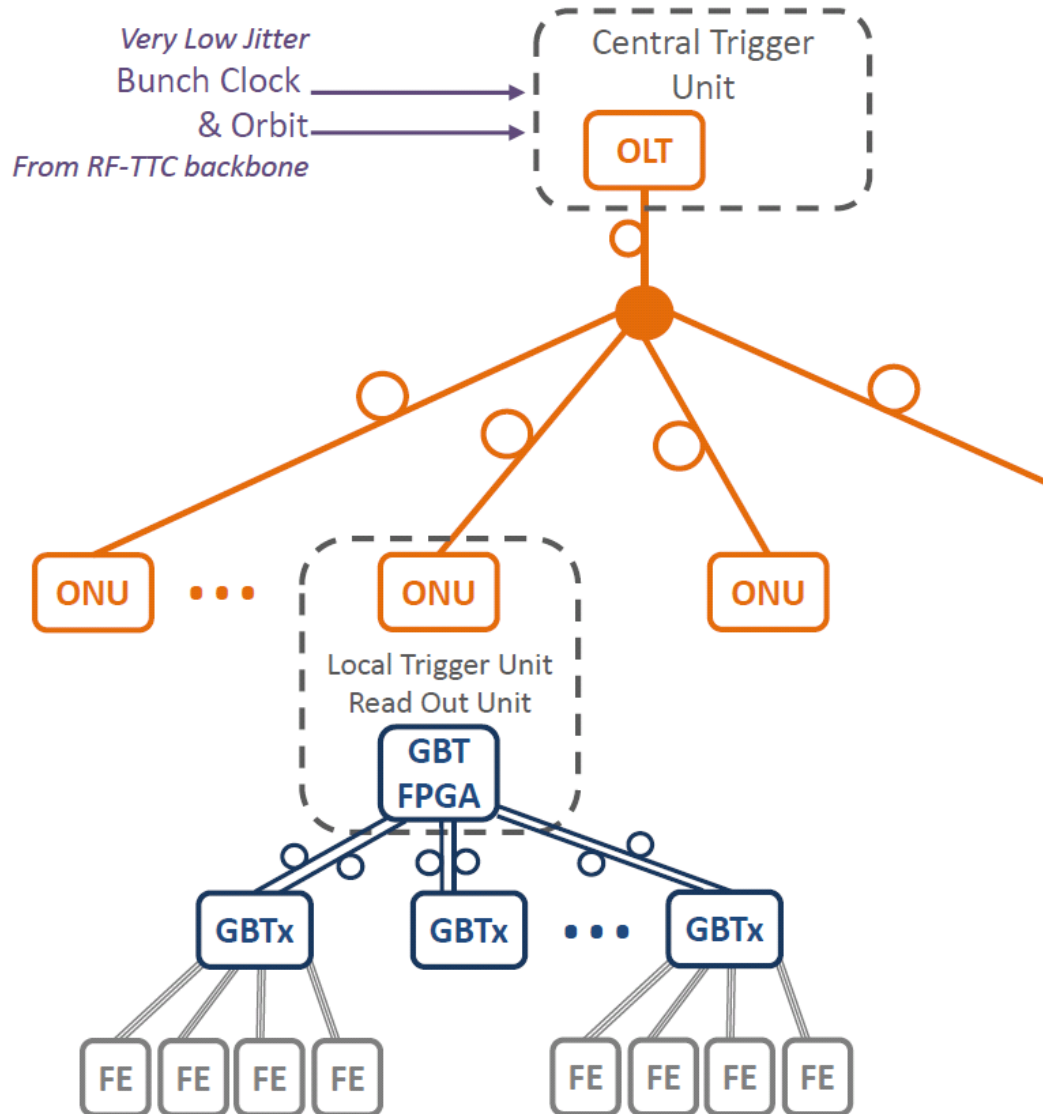 Very Low Jitter
Bunch Clock
& Orbit
From RF-TTC backbone
Central Trigger
Unit
OLT
ONU
ONU
ONU
Local Trigger Unit
Read Out Unit
GBT
FPGA
GBTx
GBTx
GBTx
FE
FE
FE
FE
FE
FE
FE
FE